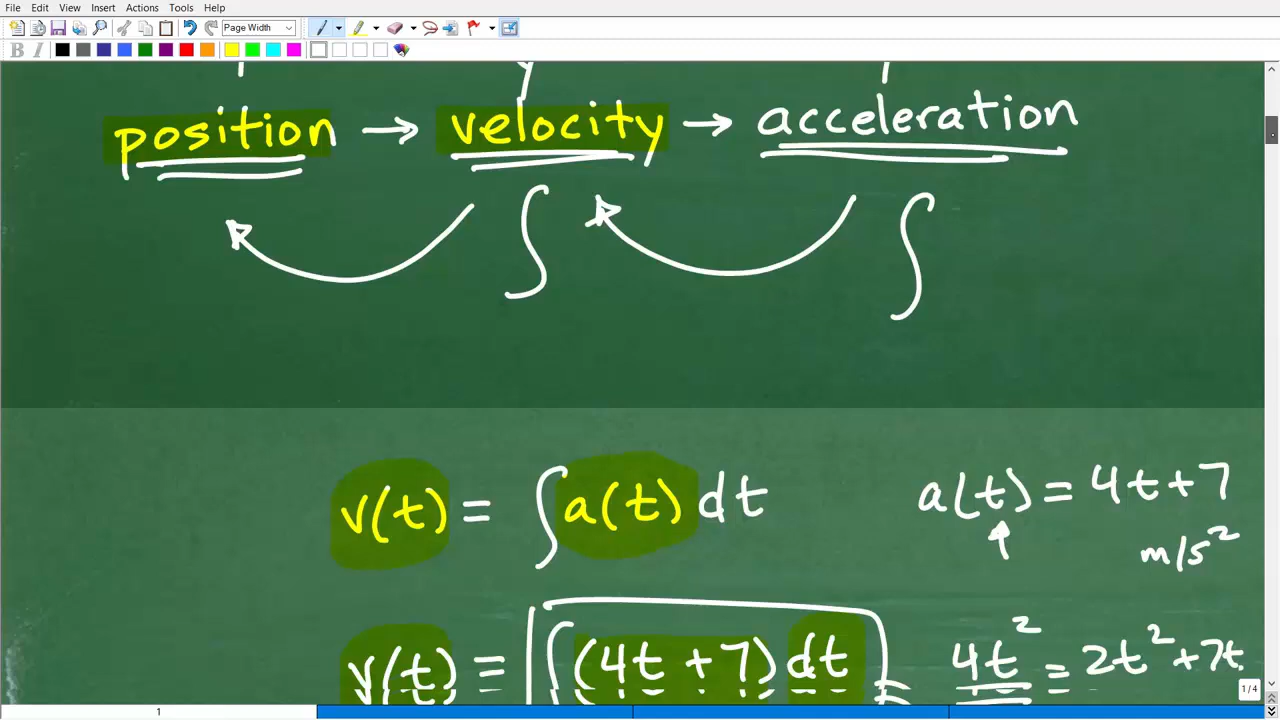 File Edit View Insert Actions Tools Help
Page Width
B I
position → velocity → acceleration
∫ ∫
v(t) = ∫ a(t) dt a(t) = 4t + 7
m/s²
v(t) = ∫ (4t + 7) dt = 4t² = 2t² + 7t
1/4
1